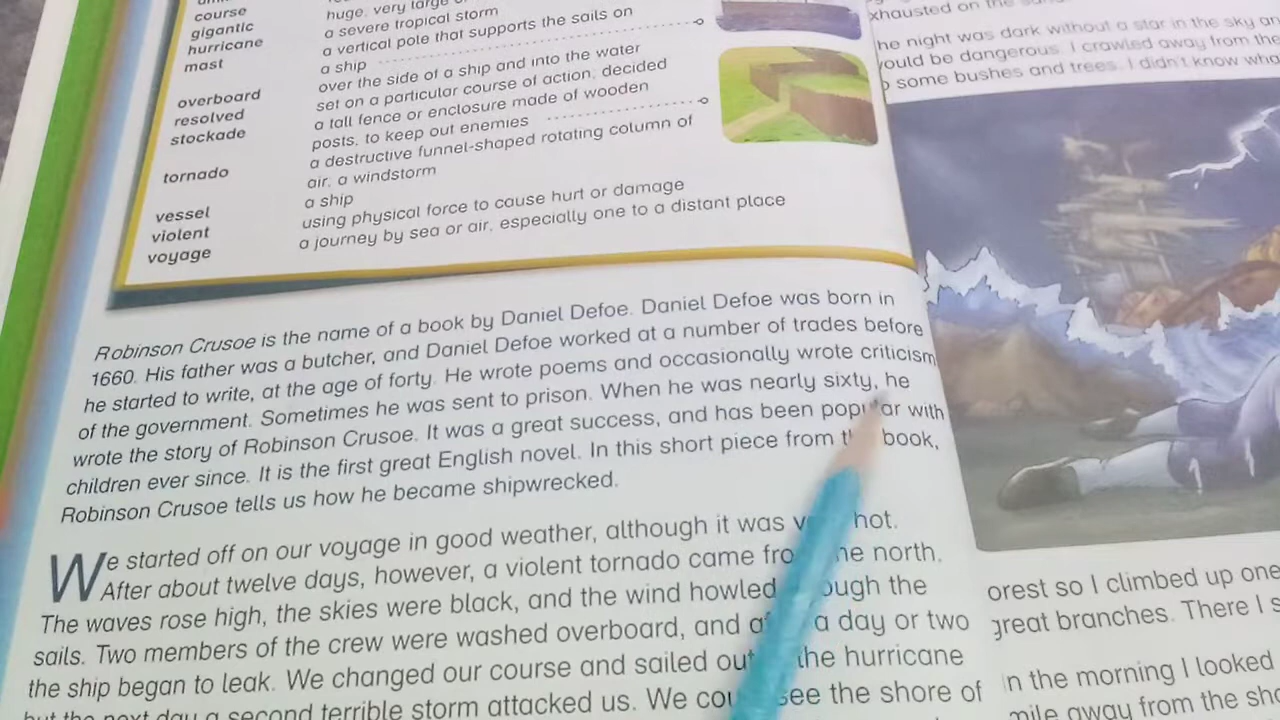 course
gigantic
hurricane
mast
overboard
resolved
stockade
tornado
vessel
violent
voyage
huge, very large
a severe tropical storm
a vertical pole that supports the sails on
a ship
over the side of a ship and into the water
set on a particular course of action; decided
a tall fence or enclosure made of wooden
posts, to keep out enemies
a destructive funnel-shaped rotating column of
air, a windstorm
a ship
using physical force to cause hurt or damage
a journey by sea or air, especially one to a distant place
Robinson Crusoe is the name of a book by Daniel Defoe. Daniel Defoe was born in
1660. His father was a butcher, and Daniel Defoe worked at a number of trades before
he started to write, at the age of forty. He wrote poems and occasionally wrote criticism
of the government. Sometimes he was sent to prison. When he was nearly sixty, he
wrote the story of Robinson Crusoe. It was a great success, and has been popular with
children ever since. It is the first great English novel. In this short piece from the book,
Robinson Crusoe tells us how he became shipwrecked.
We started off on our voyage in good weather, although it was very hot.
After about twelve days, however, a violent tornado came from the north.
The waves rose high, the skies were black, and the wind howled through the
sails. Two members of the crew were washed overboard, and after a day or two
the ship began to leak. We changed our course and sailed out of the hurricane
but the next day a second terrible storm attacked us. We could see the shore of
exhausted on the
he night was dark without a star in the sky an
would be dangerous. I crawled away from the
some bushes and trees. I didn't know wha
orest so I climbed up one
great branches. There I s
In the morning I looked
mile away from the sho